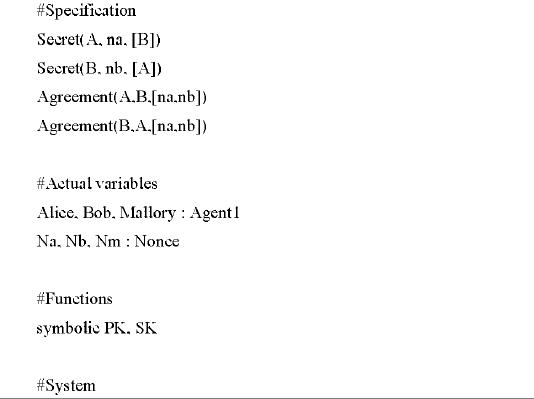 #Specification
Secret(A, na, [B])
Secret(B, nb, [A])
Agreement(A,B,[na,nb])
Agreement(B,A,[na,nb])
#Actual variables
Alice, Bob, Mallory : Agent1
Na, Nb, Nm : Nonce
#Functions
symbolic PK, SK
#System